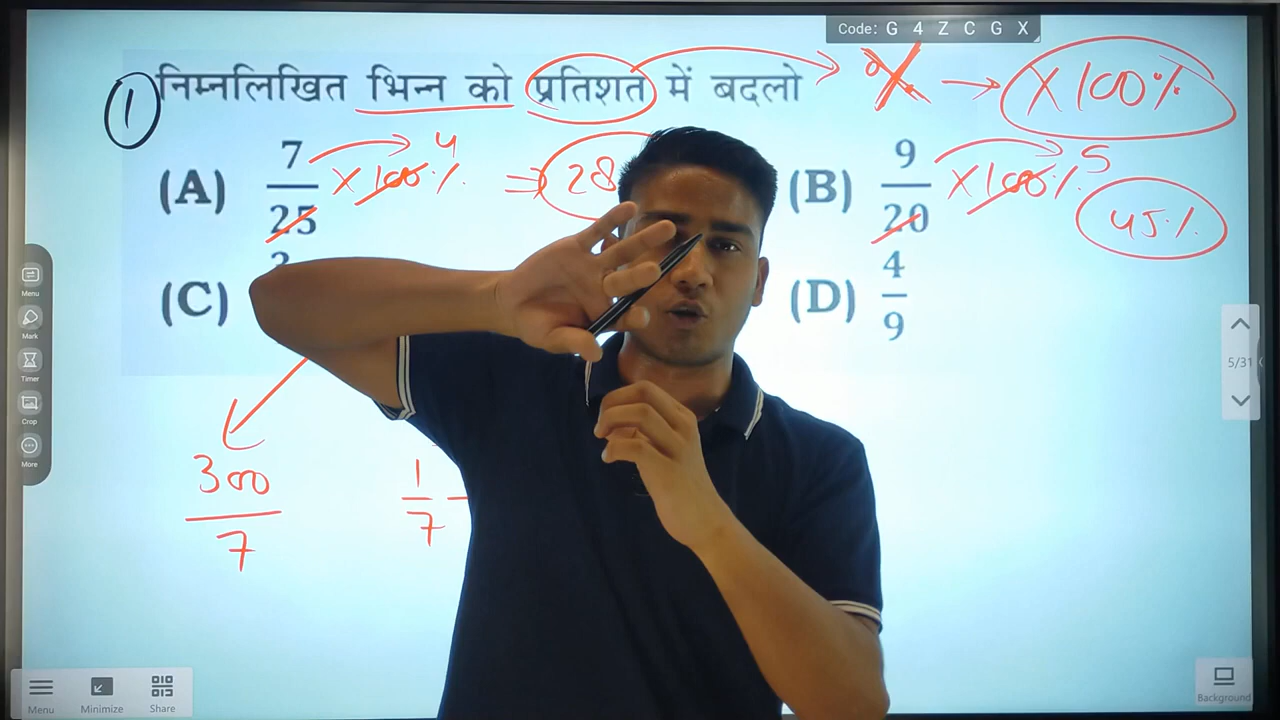 Code: G 4 Z C G X
① निम्नलिखित भिन्न को प्रतिशत में बदलो → % → × 100%
(A) 7/25 × 100% 4 ⇒ 28
(B) 9/20 × 100% 5 45%
(C)
(D) 4/9
300/7
1/7
Menu
Mark
Timer
Crop
More
5/31
Menu
Minimize
Share
Background